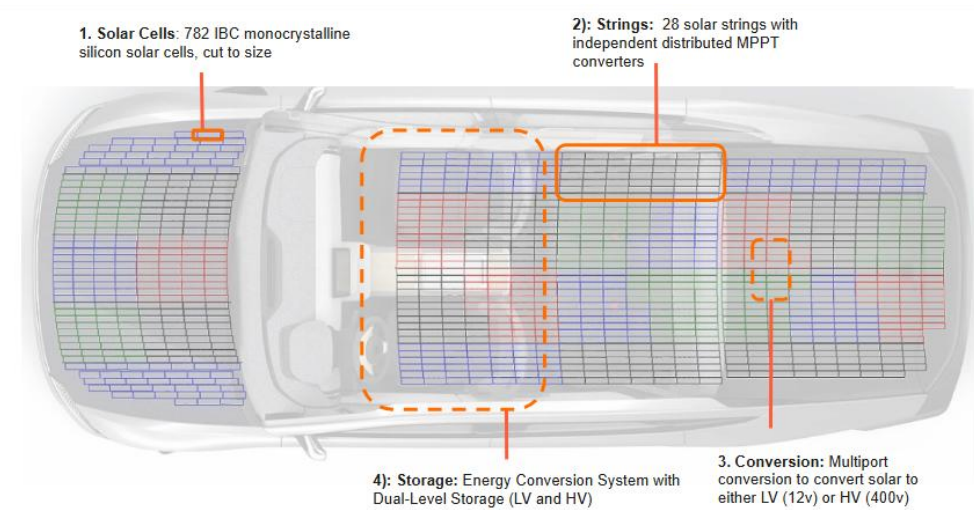 1. Solar Cells: 782 IBC monocrystalline
silicon solar cells, cut to size
2): Strings:  28 solar strings with
independent distributed MPPT
converters
4): Storage: Energy Conversion System with
Dual-Level Storage (LV and HV)
3. Conversion: Multiport
conversion to convert solar to
either LV (12v) or HV (400v)